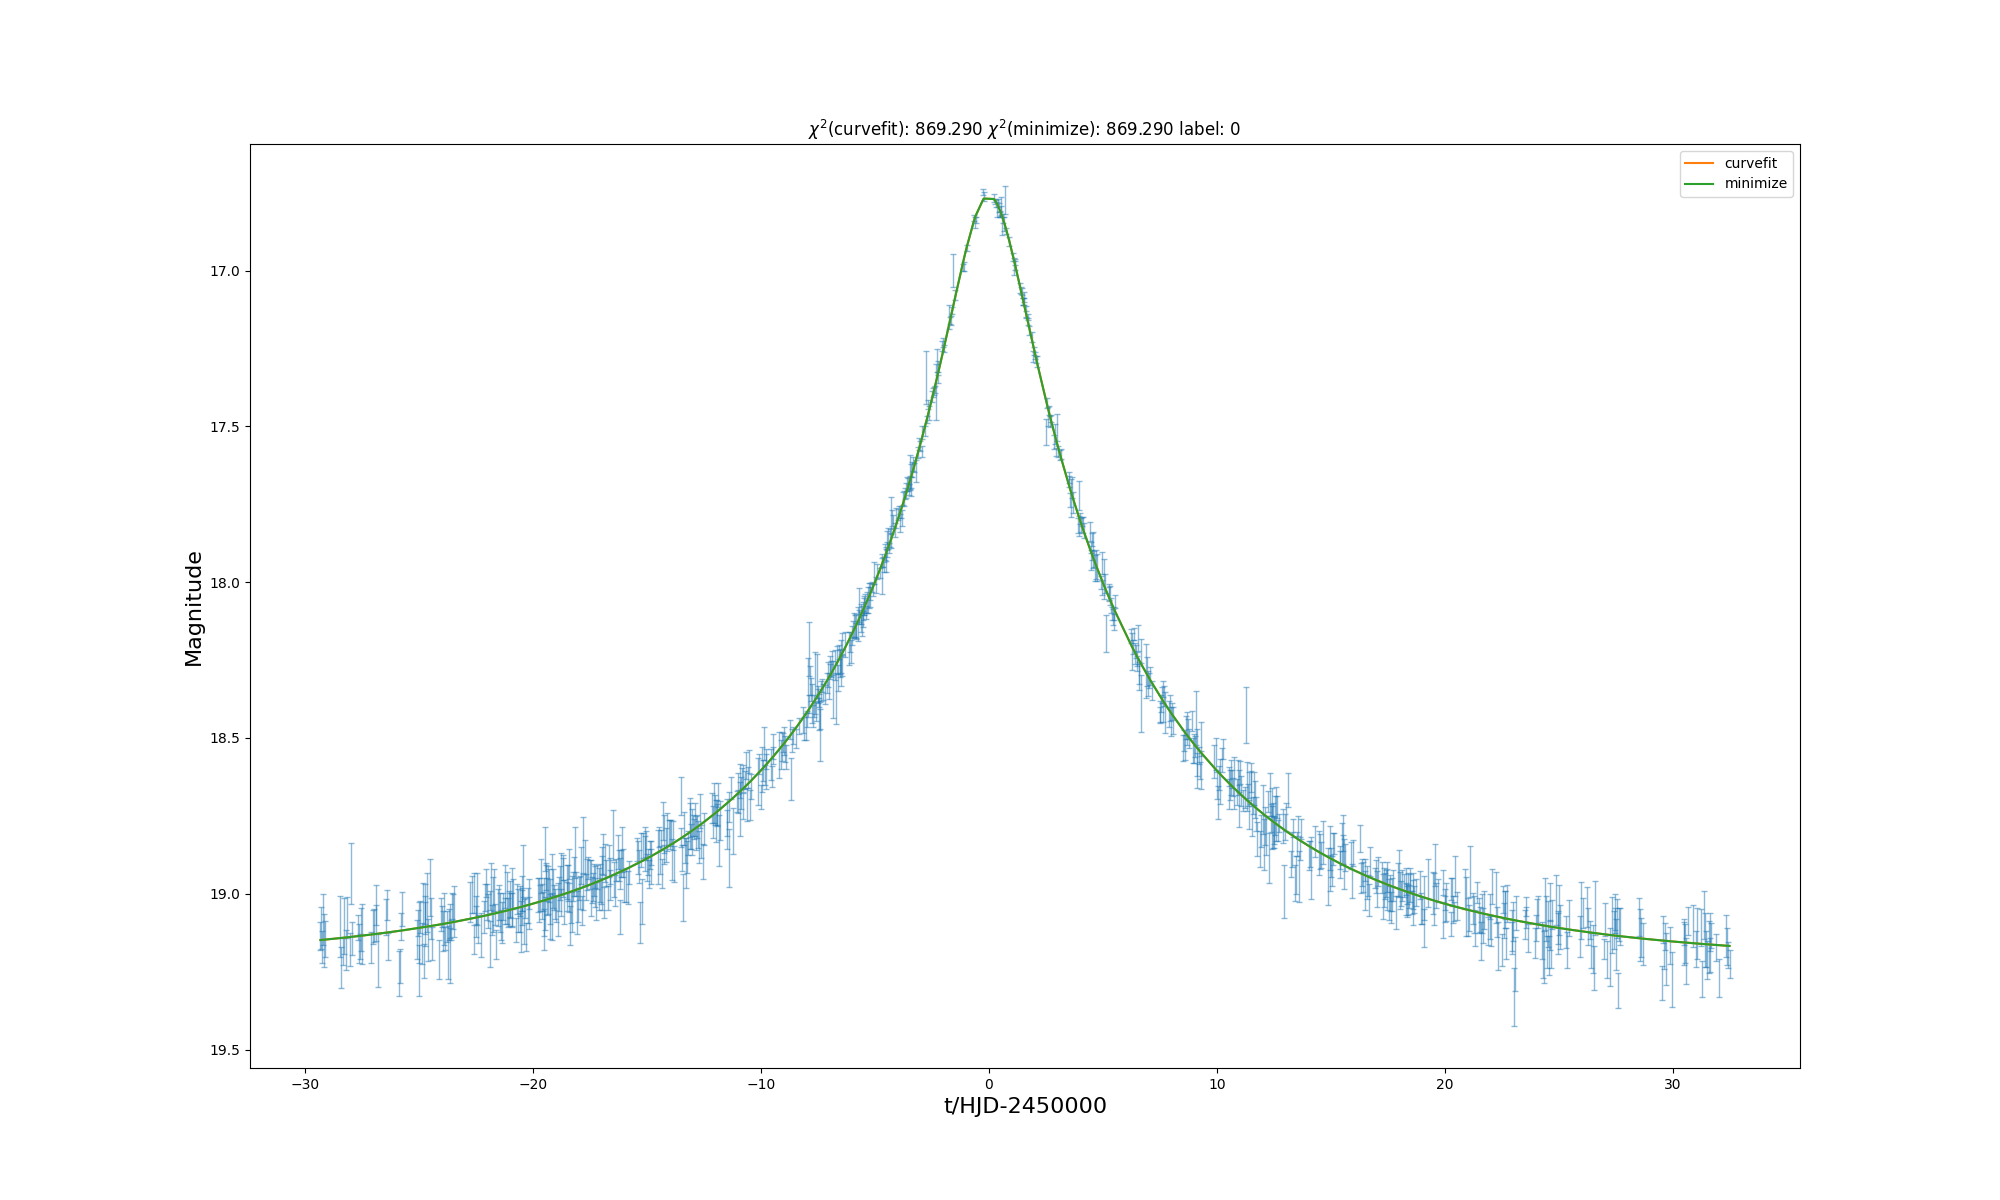 χ²(curvefit): 869.290 χ²(minimize): 869.290 label: 0
curvefit
minimize
17.0
17.5
18.0
18.5
19.0
19.5
Magnitude
−30
−20
−10
0
10
20
30
t/HJD-2450000